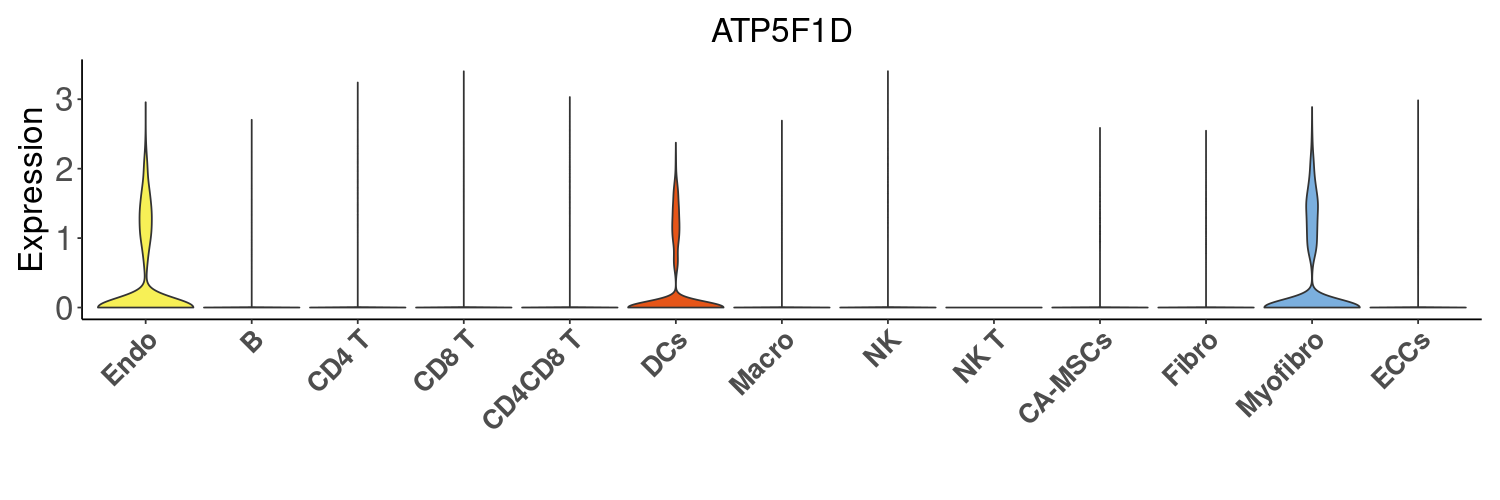 ATP5F1D
Expression
3
2
1
0
Endo
B
CD4 T
CD8 T
CD4CD8 T
DCs
Macro
NK
NK T
CA-MSCs
Fibro
Myofibro
ECCs